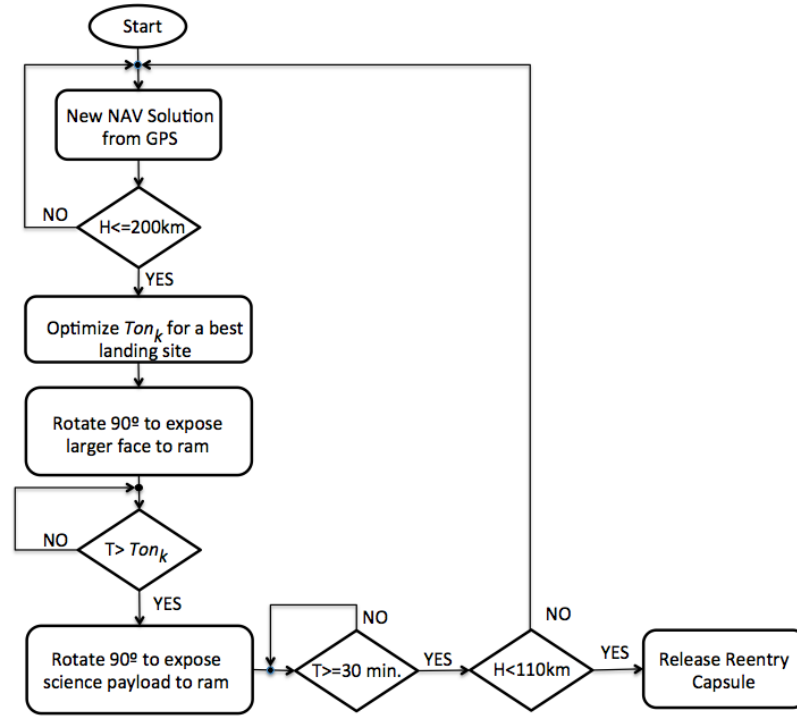 Start
New NAV Solution
from GPS
NO
H<=200km
YES
Optimize Ton_k for a best
landing site
Rotate 90º to expose
larger face to ram
NO
T> Ton_k
YES
Rotate 90º to expose
science payload to ram
NO
T>=30 min.
YES
NO
H<110km
YES
Release Reentry
Capsule